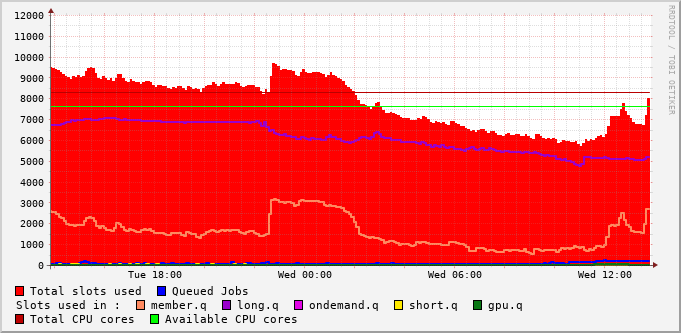 12000
11000
10000
9000
8000
7000
6000
5000
4000
3000
2000
1000
0
Tue 18:00 Wed 00:00 Wed 06:00 Wed 12:00
Total slots used Queued Jobs
Slots used in : member.q long.q ondemand.q short.q gpu.q
Total CPU cores Available CPU cores
RRDTOOL / TOBI OETIKER